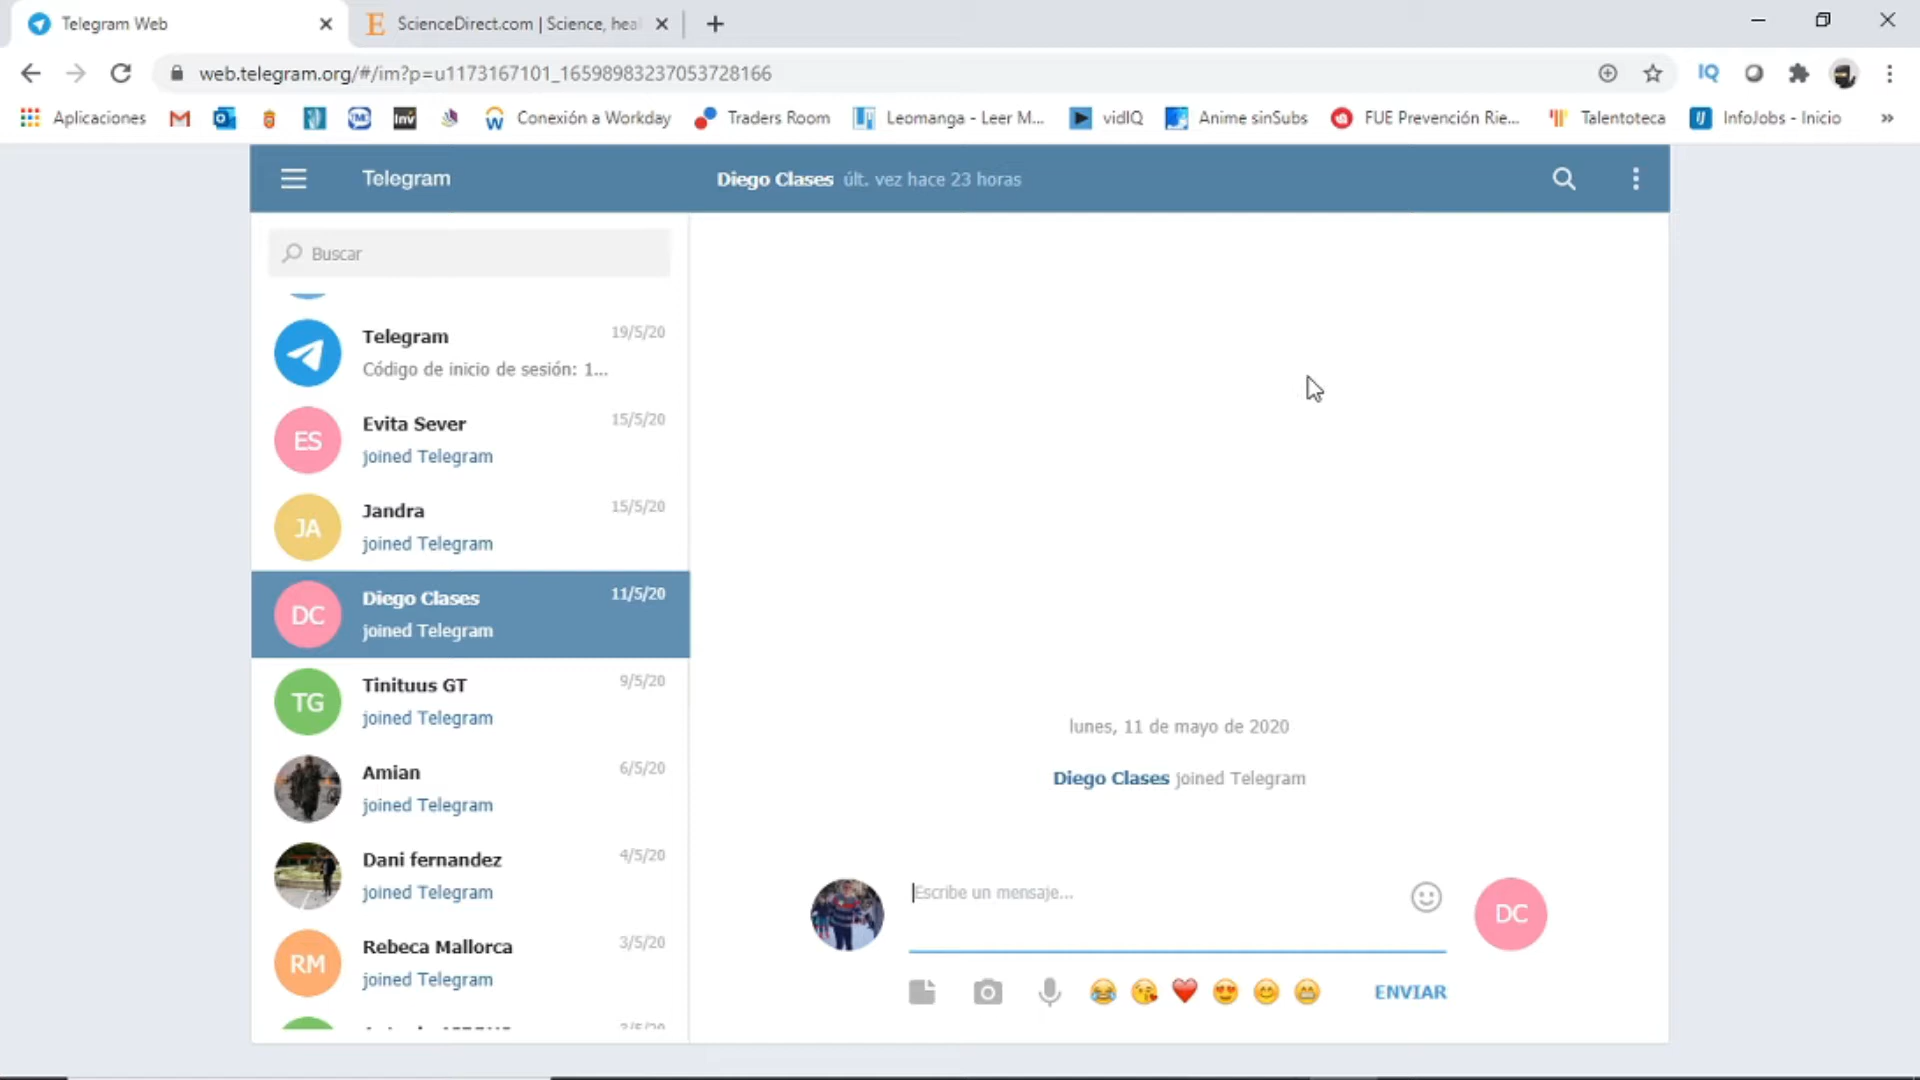 Telegram Web
E ScienceDirect.com | Science, hea
web.telegram.org/#/im?p=u1173167101_16598983237053728166
IQ
Aplicaciones
Inv
Conexión a Workday
Traders Room
Leomanga - Leer M...
vidIQ
Anime sinSubs
FUE Prevención Rie...
Talentoteca
IJ InfoJobs - Inicio
»
Telegram
Diego Clases últ. vez hace 23 horas
Buscar
Telegram 19/5/20
Código de inicio de sesión: 1...
ES Evita Sever 15/5/20
joined Telegram
JA Jandra 15/5/20
joined Telegram
DC Diego Clases 11/5/20
joined Telegram
TG Tinituus GT 9/5/20
joined Telegram
Amian 6/5/20
joined Telegram
Dani fernandez 4/5/20
joined Telegram
RM Rebeca Mallorca 3/5/20
joined Telegram
lunes, 11 de mayo de 2020
Diego Clases joined Telegram
Escribe un mensaje...
DC
ENVIAR